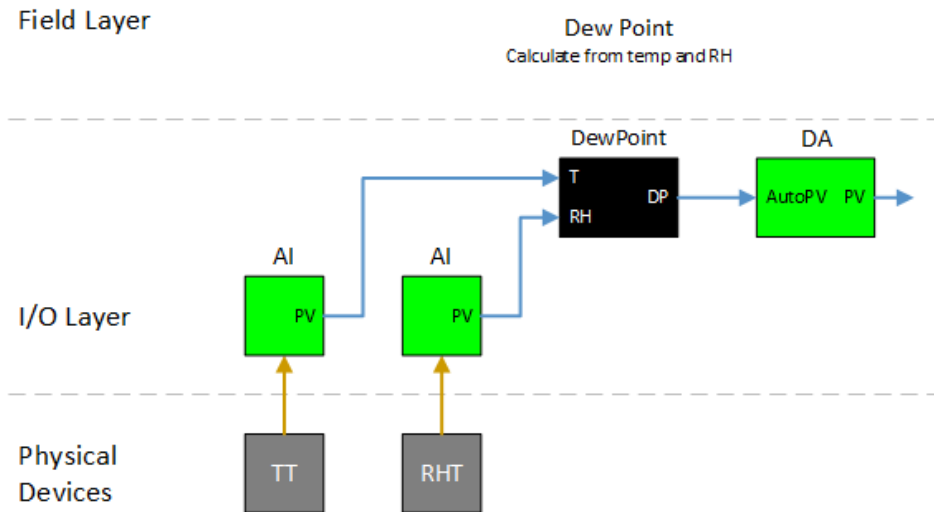 Field Layer
Dew Point
Calculate from temp and RH
DewPoint
DA
T
DP
AutoPV PV
RH
AI
AI
I/O Layer
PV
PV
Physical
Devices
TT
RHT